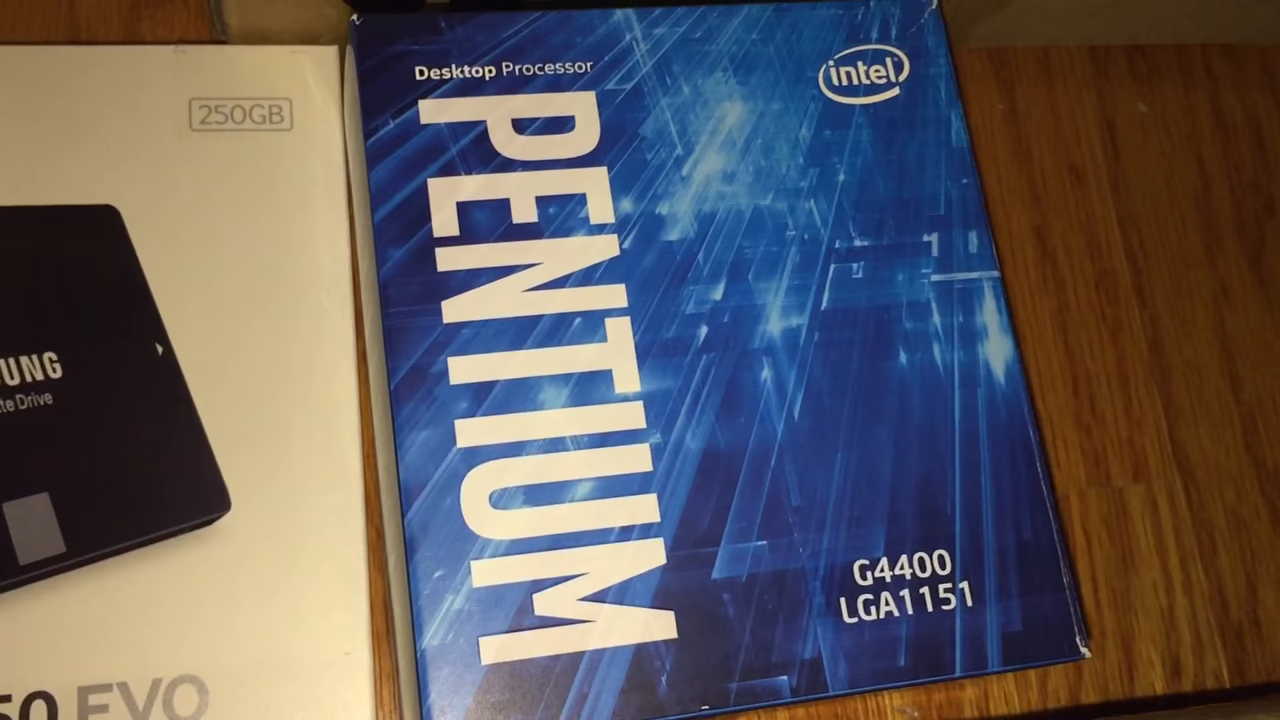 250GB
UNG
te Drive
50 EVO
Desktop Processor
intel
PENTIUM
G4400
LGA1151